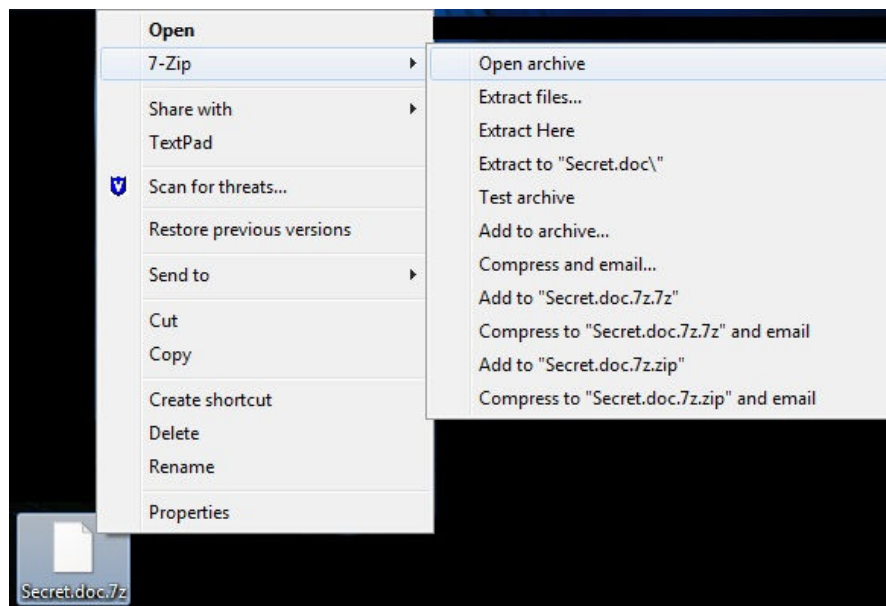 Open
7-Zip
Share with
TextPad
Scan for threats...
Restore previous versions
Send to
Cut
Copy
Create shortcut
Delete
Rename
Properties
Open archive
Extract files...
Extract Here
Extract to "Secret.doc\"
Test archive
Add to archive...
Compress and email...
Add to "Secret.doc.7z.7z"
Compress to "Secret.doc.7z.7z" and email
Add to "Secret.doc.7z.zip"
Compress to "Secret.doc.7z.zip" and email
Secret.doc.7z